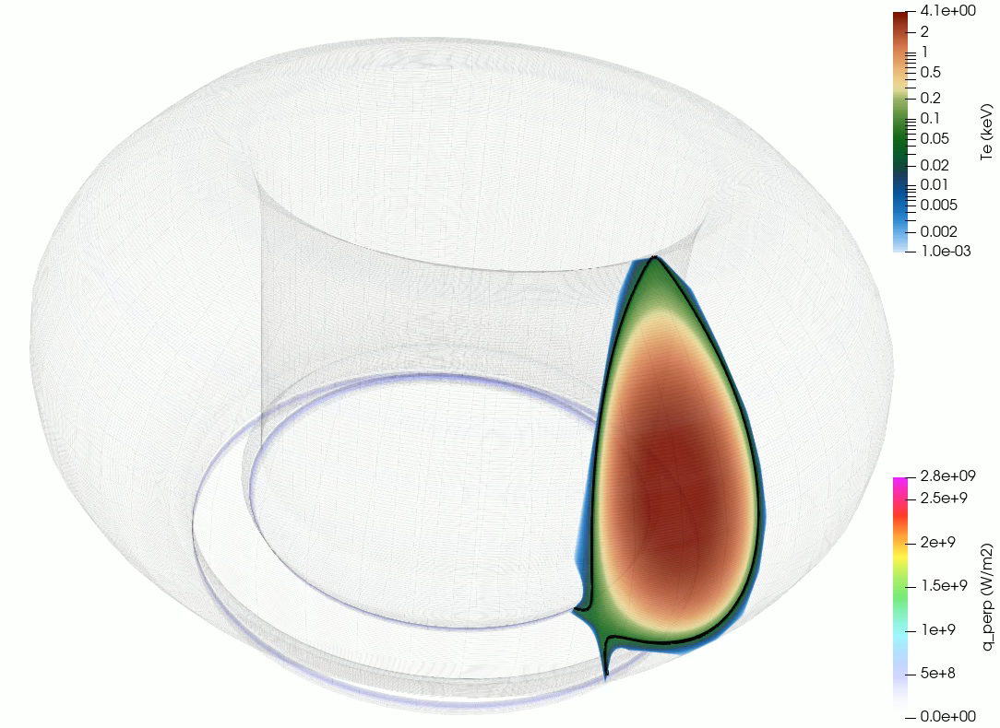 4.1e+00
2
1
0.5
0.2
0.1
0.05
0.02
0.01
0.005
0.002
1.0e-03
Te (keV)
2.8e+09
2.5e+9
2e+9
1.5e+9
1e+9
5e+8
0.0e+00
q_perp (W/m2)